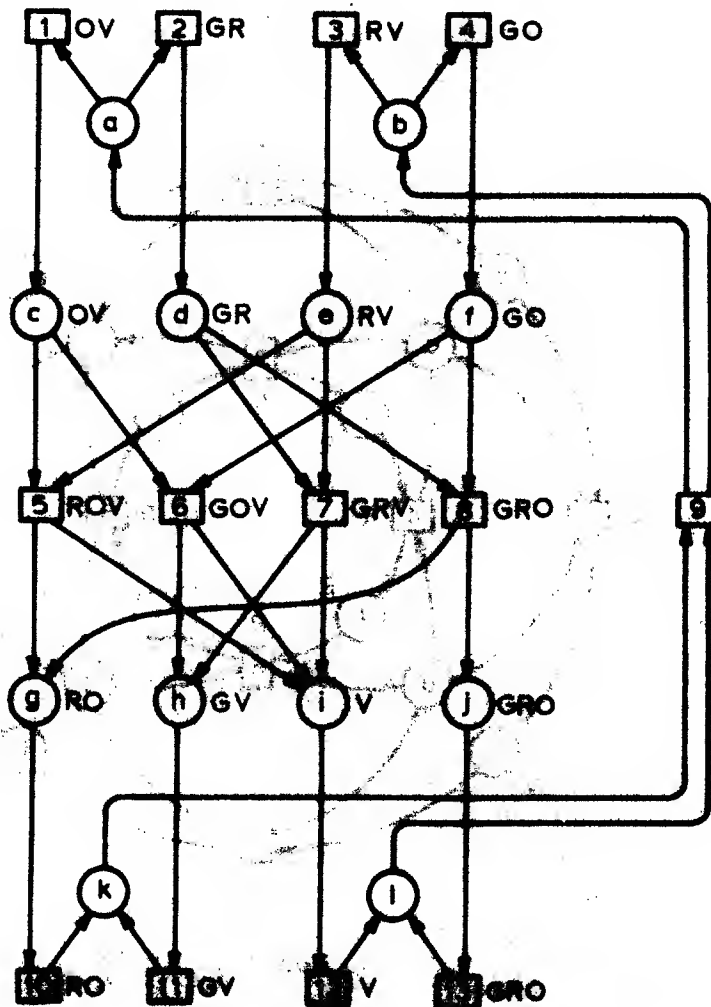 1 OV 2 GR 3 RV 4 GO
a b
c OV d GR e RV f GO
5 ROV 6 GOV 7 GRV 8 GRO 9
g RO h GV i V j GRO
k l
10 RO 11 GV 12 V 13 GRO